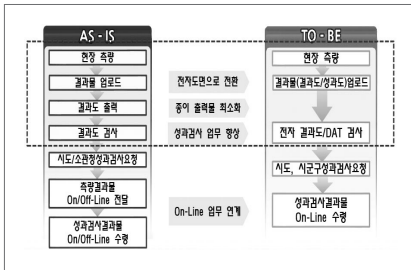 AS - IS
현장 측량
결과물 업로드
결과도 출력
결과도 검사
시도/소관청성과검사요청
측량결과물
On/Off-Line 전달
성과검사결과물
On/Off-Line 수령
전자도면으로 전환
종이 출력물 최소화
성과검사 업무 향상
On-Line 업무 연계
TO - BE
현장 측량
결과물(결과도/성과도)업로드
전자 결과도/DAT 검사
시도, 시군구성과검사요청
성과검사결과물
On-Line 수령